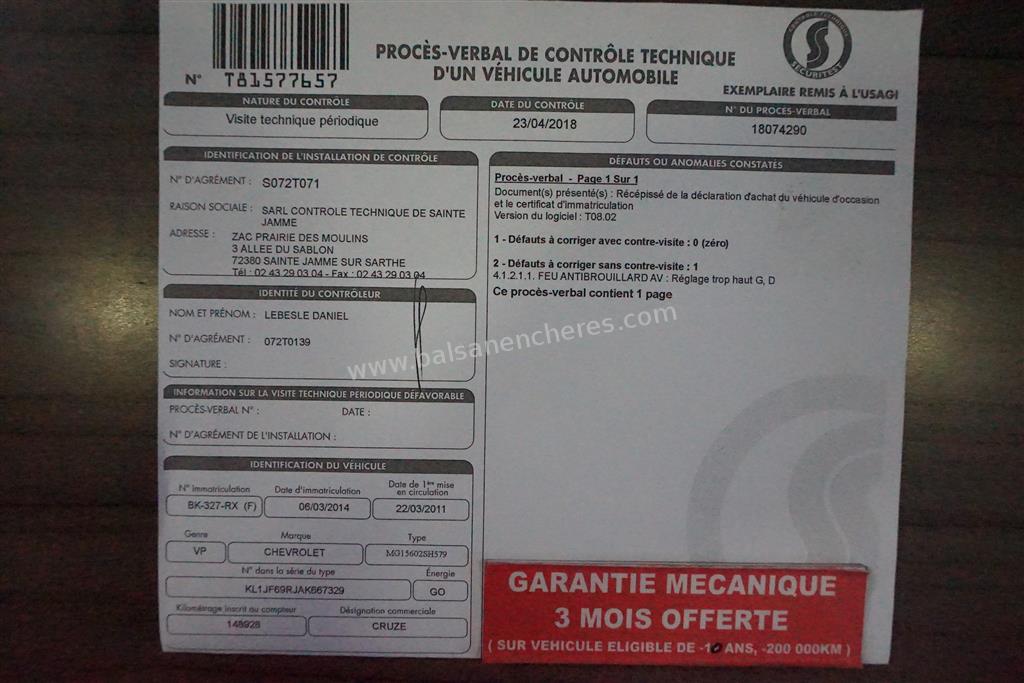 N° T81577657
PROCÈS-VERBAL DE CONTRÔLE TECHNIQUE
D'UN VÉHICULE AUTOMOBILE
SECURITEST
EXEMPLAIRE REMIS À L'USAGI
NATURE DU CONTRÔLE
Visite technique périodique
DATE DU CONTRÔLE
23/04/2018
N° DU PROCÈS-VERBAL
18074290
IDENTIFICATION DE L'INSTALLATION DE CONTRÔLE
N° D'AGRÉMENT : S072T071
RAISON SOCIALE : SARL CONTROLE TECHNIQUE DE SAINTE
JAMME
ADRESSE : ZAC PRAIRIE DES MOULINS
3 ALLEE DU SABLON
72380 SAINTE JAMME SUR SARTHE
Tél : 02 43 29 03 04 - Fax : 02 43 29 03 04
IDENTITÉ DU CONTRÔLEUR
NOM ET PRÉNOM : LEBESLE DANIEL
N° D'AGRÉMENT : 072T0139
SIGNATURE :
INFORMATION SUR LA VISITE TECHNIQUE PÉRIODIQUE DÉFAVORABLE
PROCÈS-VERBAL N° : DATE :
N° D'AGRÉMENT DE L'INSTALLATION :
IDENTIFICATION DU VÉHICULE
N° Immatriculation Date d'immatriculation Date de 1ère mise
en circulation
BK-327-RX (F) 06/03/2014 22/03/2011
Genre Marque Type
VP CHEVROLET MG15602SH579
N° dans la série du type Énergie
KL1JF69RJAK667329 GO
Kilométrage inscrit au compteur Désignation commerciale
148928 CRUZE
DÉFAUTS OU ANOMALIES CONSTATÉS
Procès-verbal - Page 1 Sur 1
Document(s) présenté(s) : Récépissé de la déclaration d'achat du véhicule d'occasion
et le certificat d'immatriculation
Version du logiciel : T08.02
1 - Défauts à corriger avec contre-visite : 0 (zéro)
2 - Défauts à corriger sans contre-visite : 1
4.1.2.1.1. FEU ANTIBROUILLARD AV : Réglage trop haut G, D
Ce procès-verbal contient 1 page
www.balsanencheres.com
GARANTIE MECANIQUE
3 MOIS OFFERTE
( SUR VEHICULE ELIGIBLE DE -10 ANS, -200 000KM )